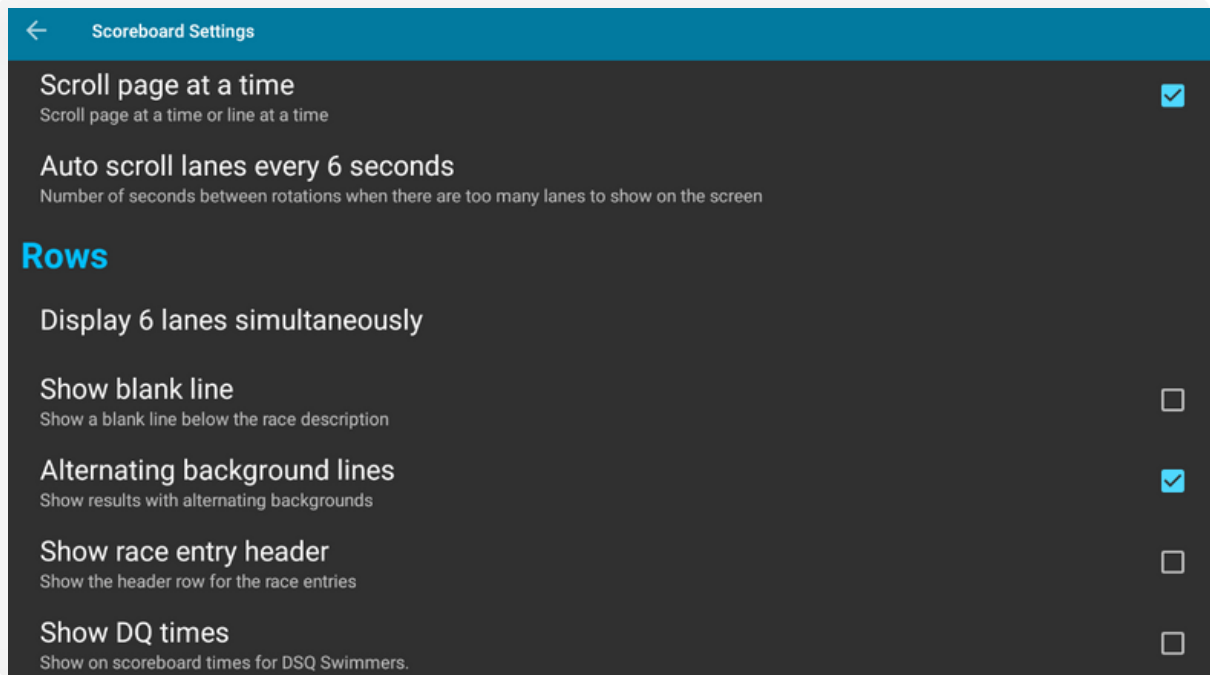 Scoreboard Settings
Scroll page at a time
Scroll page at a time or line at a time
Auto scroll lanes every 6 seconds
Number of seconds between rotations when there are too many lanes to show on the screen
Rows
Display 6 lanes simultaneously
Show blank line
Show a blank line below the race description
Alternating background lines
Show results with alternating backgrounds
Show race entry header
Show the header row for the race entries
Show DQ times
Show on scoreboard times for DSQ Swimmers.